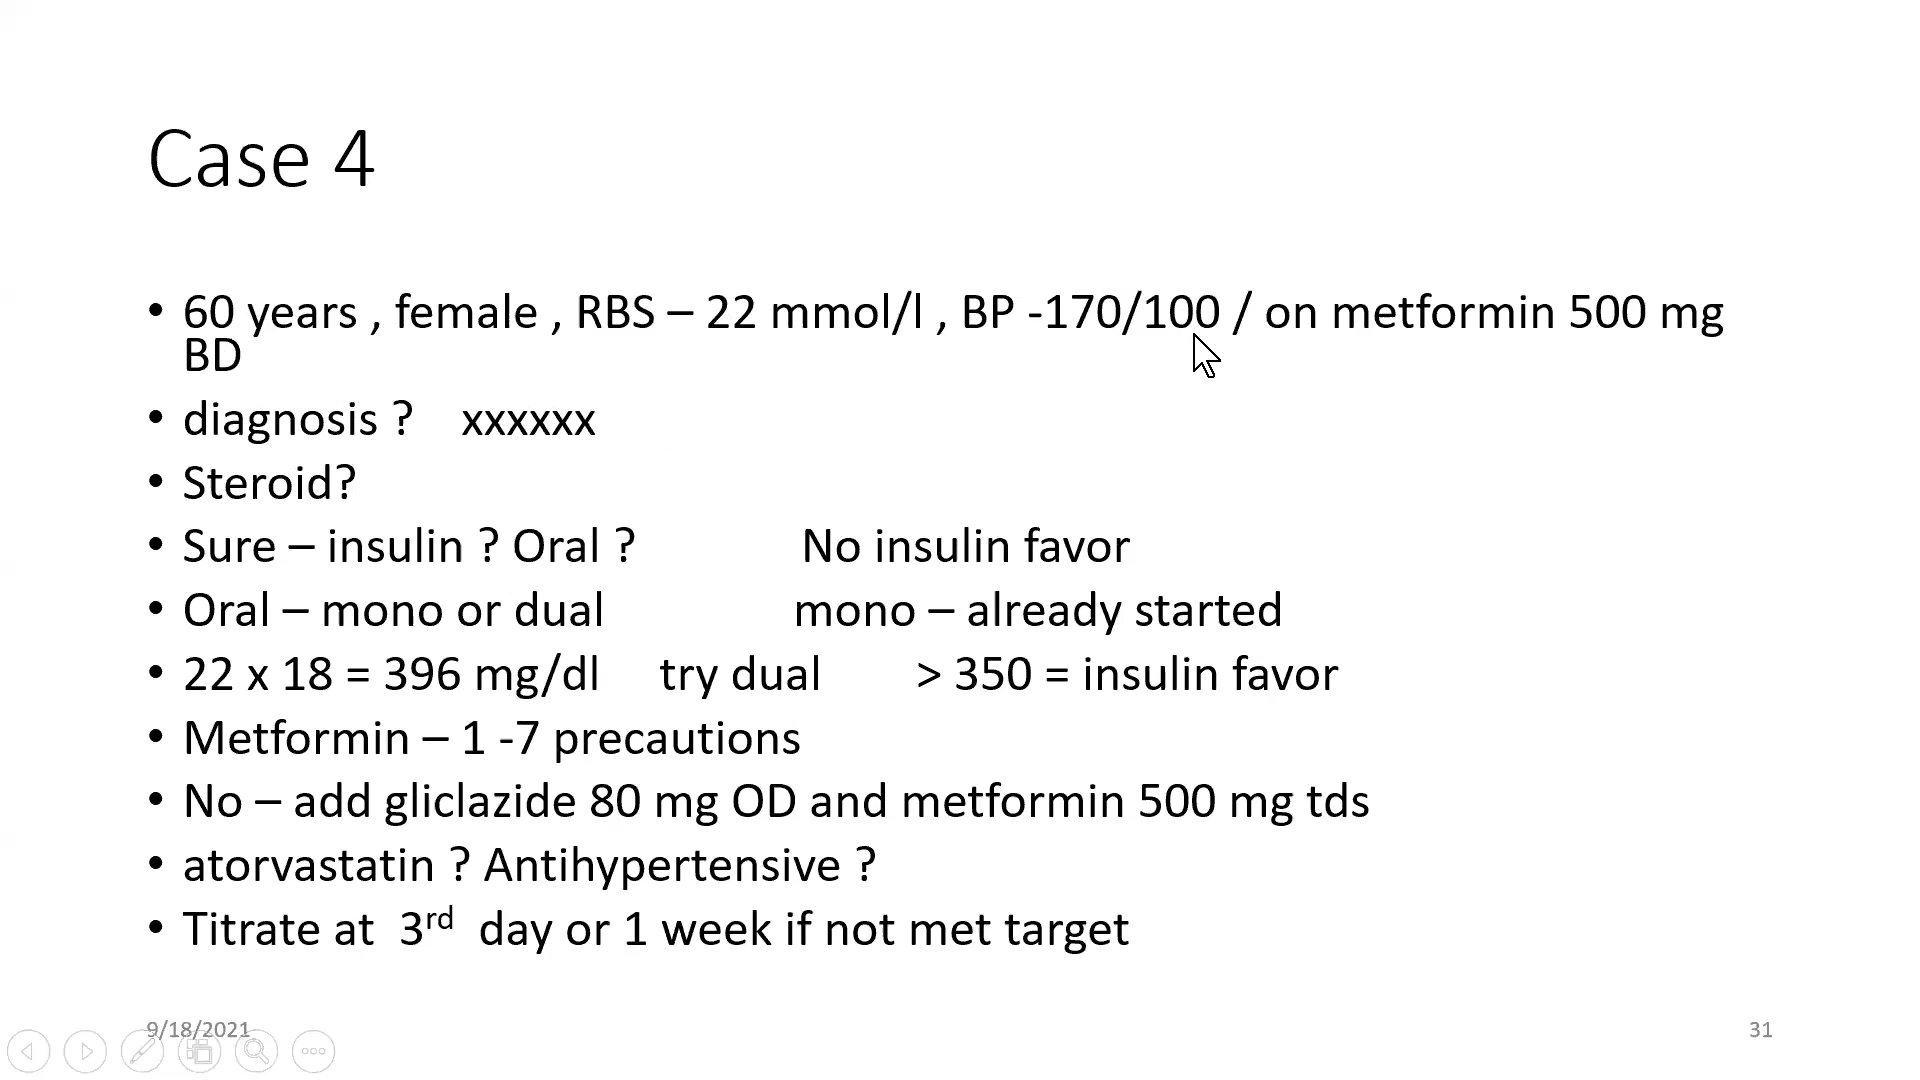 Case 4
• 60 years , female , RBS – 22 mmol/l , BP -170/100 / on metformin 500 mg
BD
• diagnosis ? xxxxxx
• Steroid?
• Sure – insulin ? Oral ? No insulin favor
• Oral – mono or dual mono – already started
• 22 x 18 = 396 mg/dl try dual > 350 = insulin favor
• Metformin – 1 -7 precautions
• No – add gliclazide 80 mg OD and metformin 500 mg tds
• atorvastatin ? Antihypertensive ?
• Titrate at 3rd day or 1 week if not met target
9/18/2021
31